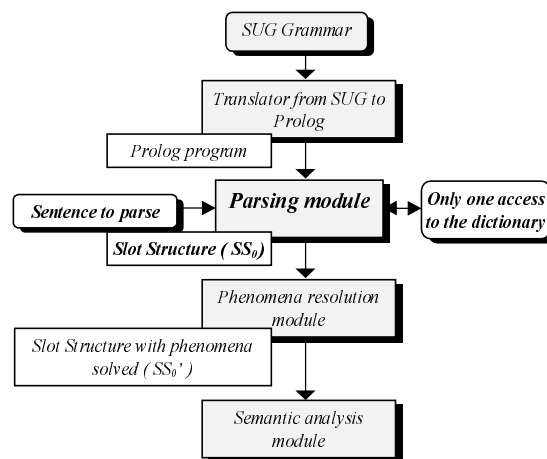 SUG Grammar
Translator from SUG to
Prolog
Prolog program
Parsing module
Sentence to parse
Only one access
to the dictionary
Slot Structure ( SS₀)
Phenomena resolution
module
Slot Structure with phenomena
solved ( SS₀’ )
Semantic analysis
module